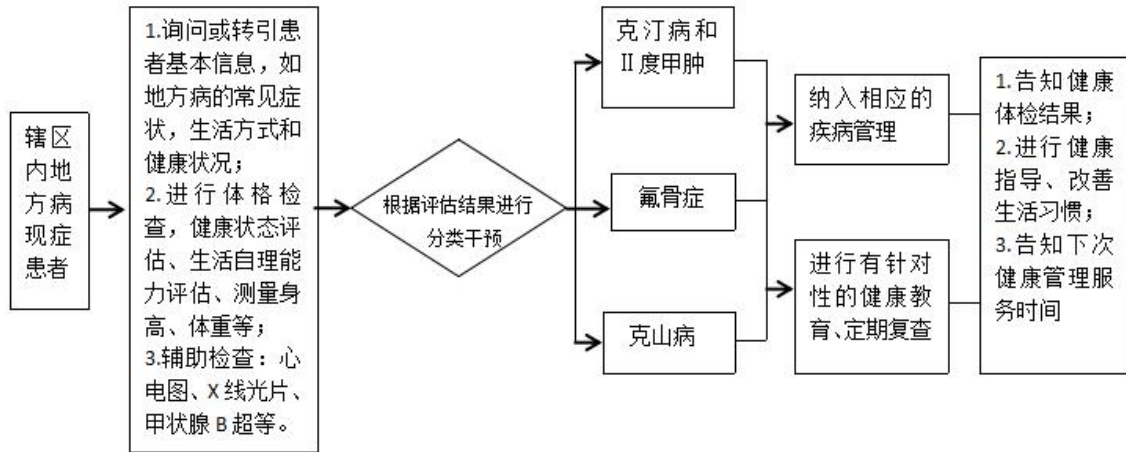 辖区
内地
方病
现症
患者
1.询问或转引患
者基本信息，如
地方病的常见症
状，生活方式和
健康状况；
2.进行体格检
查，健康状态评
估、生活自理能
力评估、测量身
高、体重等；
3.辅助检查：心
电图、X线光片、
甲状腺B超等。
根据评估结果进行
分类干预
克汀病和
Ⅱ度甲肿
氟骨症
克山病
纳入相应的
疾病管理
进行有针对
性的健康教
育、定期复查
1.告知健康
体检结果；
2.进行健康
指导、改善
生活习惯；
3.告知下次
健康管理服
务时间